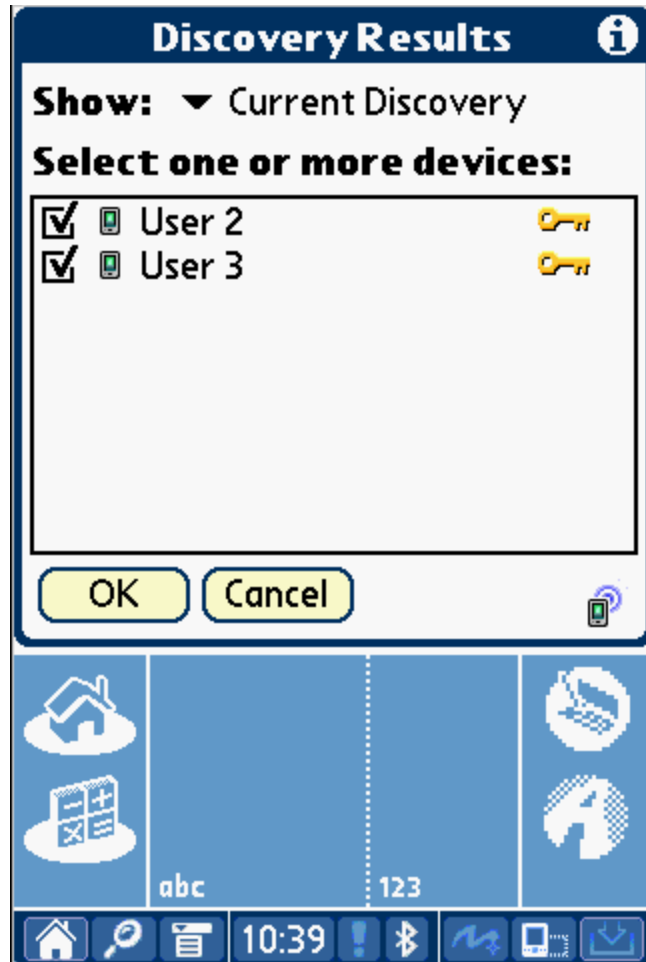 Discovery Results
Show: Current Discovery
Select one or more devices:
User 2
User 3
OK Cancel
abc 123
10:39